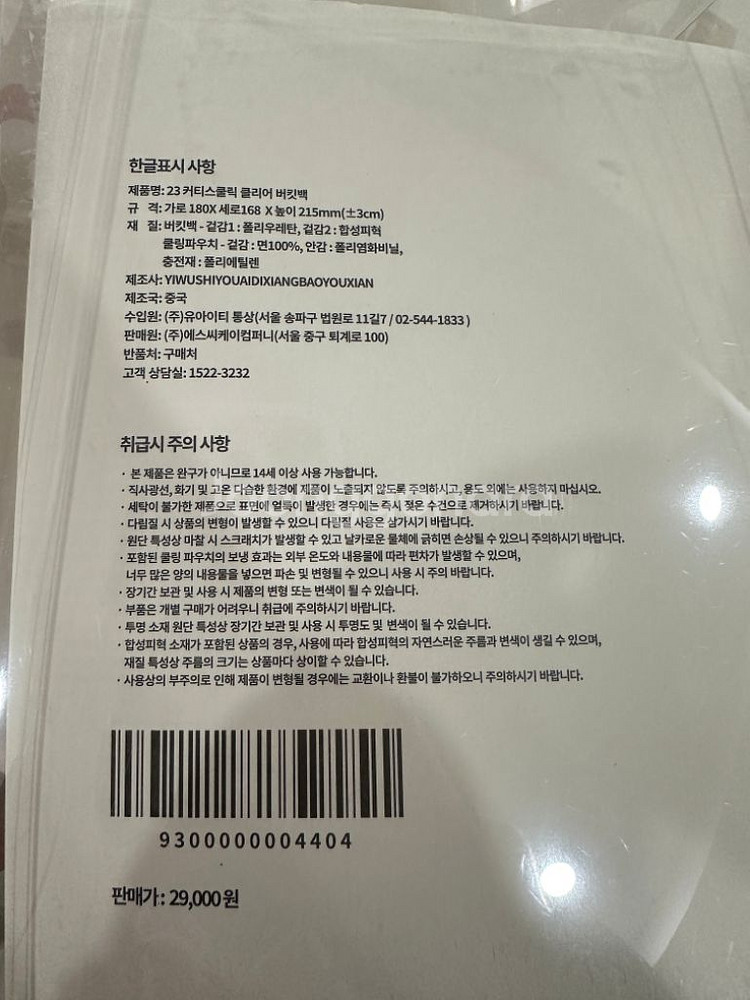 한글표시 사항
제품명: 23 커티스쿨릭 클리어 버킷백
규 격: 가로 180X 세로168 X 높이 215mm(±3cm)
재 질: 버킷백 - 겉감1 : 폴리우레탄, 겉감2 : 합성피혁
쿨링파우치 - 겉감 : 면100%, 안감 : 폴리염화비닐,
충전재 : 폴리에틸렌
제조사: YIWUSHIYOUAIDIXIANGBAOYOUXIAN
제조국: 중국
수입원: (주)유아이티 통상(서울 송파구 법원로 11길7 / 02-544-1833 )
판매원: (주)에스씨케이컴퍼니(서울 중구 퇴계로 100)
반품처: 구매처
고객 상담실: 1522-3232
취급시 주의 사항
· 본 제품은 완구가 아니므로 14세 이상 사용 가능합니다.
· 직사광선, 화기 및 고온 다습한 환경에 제품이 노출되지 않도록 주의하시고, 용도 외에는 사용하지 마십시오.
· 세탁이 불가한 제품으로 표면에 얼룩이 발생한 경우에는 즉시 젖은 수건으로 제거하시기 바랍니다.
· 다림질 시 상품의 변형이 발생할 수 있으니 다림질 사용은 삼가시기 바랍니다.
· 원단 특성상 마찰 시 스크래치가 발생할 수 있고 날카로운 물체에 긁히면 손상될 수 있으니 주의하시기 바랍니다.
· 포함된 쿨링 파우치의 보냉 효과는 외부 온도와 내용물에 따라 편차가 발생할 수 있으며,
너무 많은 양의 내용물을 넣으면 파손 및 변형될 수 있으니 사용 시 주의 바랍니다.
· 장기간 보관 및 사용 시 제품의 변형 또는 변색이 될 수 있습니다.
· 부품은 개별 구매가 어려우니 취급에 주의하시기 바랍니다.
· 투명 소재 원단 특성상 장기간 보관 및 사용 시 투명도 및 변색이 될 수 있습니다.
· 합성피혁 소재가 포함된 상품의 경우, 사용에 따라 합성피혁의 자연스러운 주름과 변색이 생길 수 있으며,
재질 특성상 주름의 크기는 상품마다 상이할 수 있습니다.
· 사용상의 부주의로 인해 제품이 변형될 경우에는 교환이나 환불이 불가하오니 주의하시기 바랍니다.
9300000004404
판매가 : 29,000원